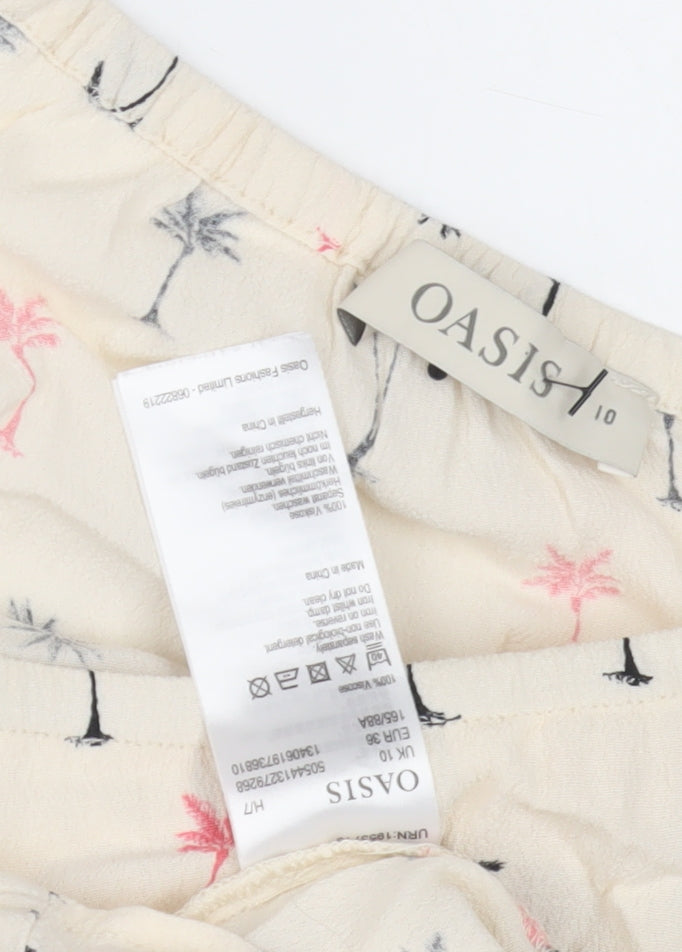 OASIS
10
OASIS
H/7
UK 10
5054413279268
EUR 38
1340619736810
165/88A
100% Viscose
40
Wash separately.
Use non-biological detergent.
Iron on reverse.
Iron whilst damp.
Do not dry clean.
Made in China
100% Viskose
Separat waschen.
Herkömmliches (enzymfreies)
Waschmittel verwenden.
Von links bügeln.
Im noch feuchten Zustand bügeln.
Nicht chemisch reinigen.
Hergestellt in China
Oasis Fashions Limited - 06822219